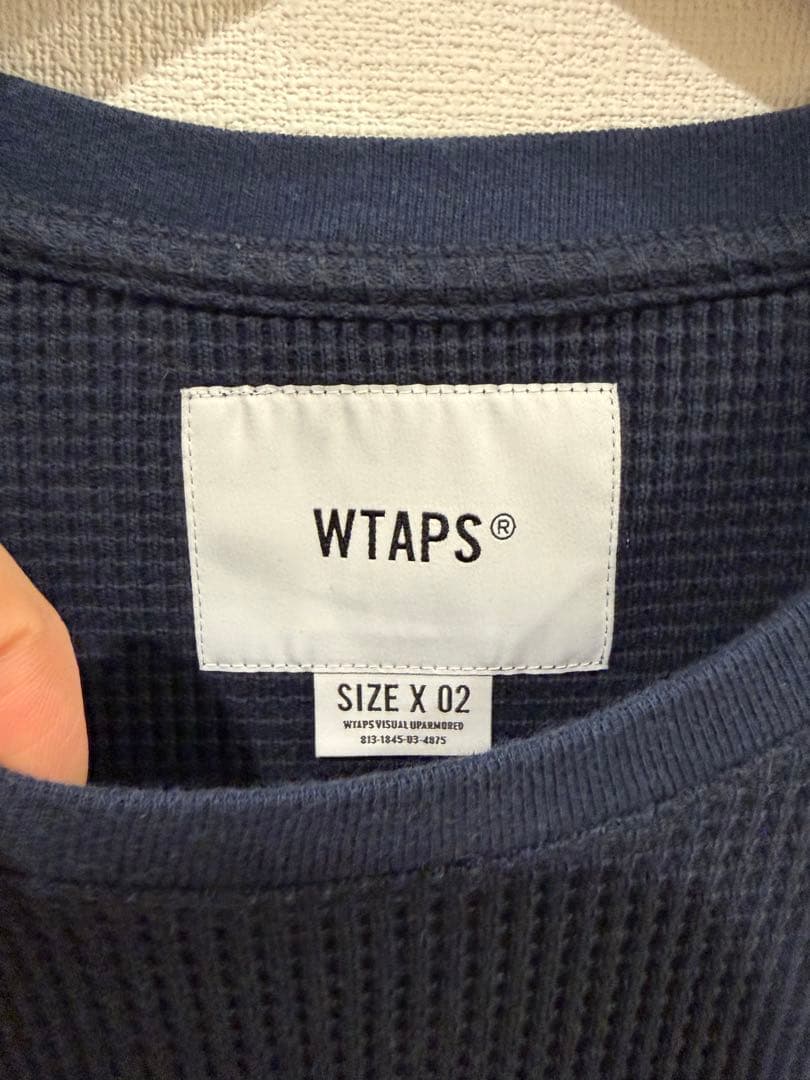 WTAPS®
SIZE X 02
WTAPS VISUAL UPARMORED
813-1845-03-4875